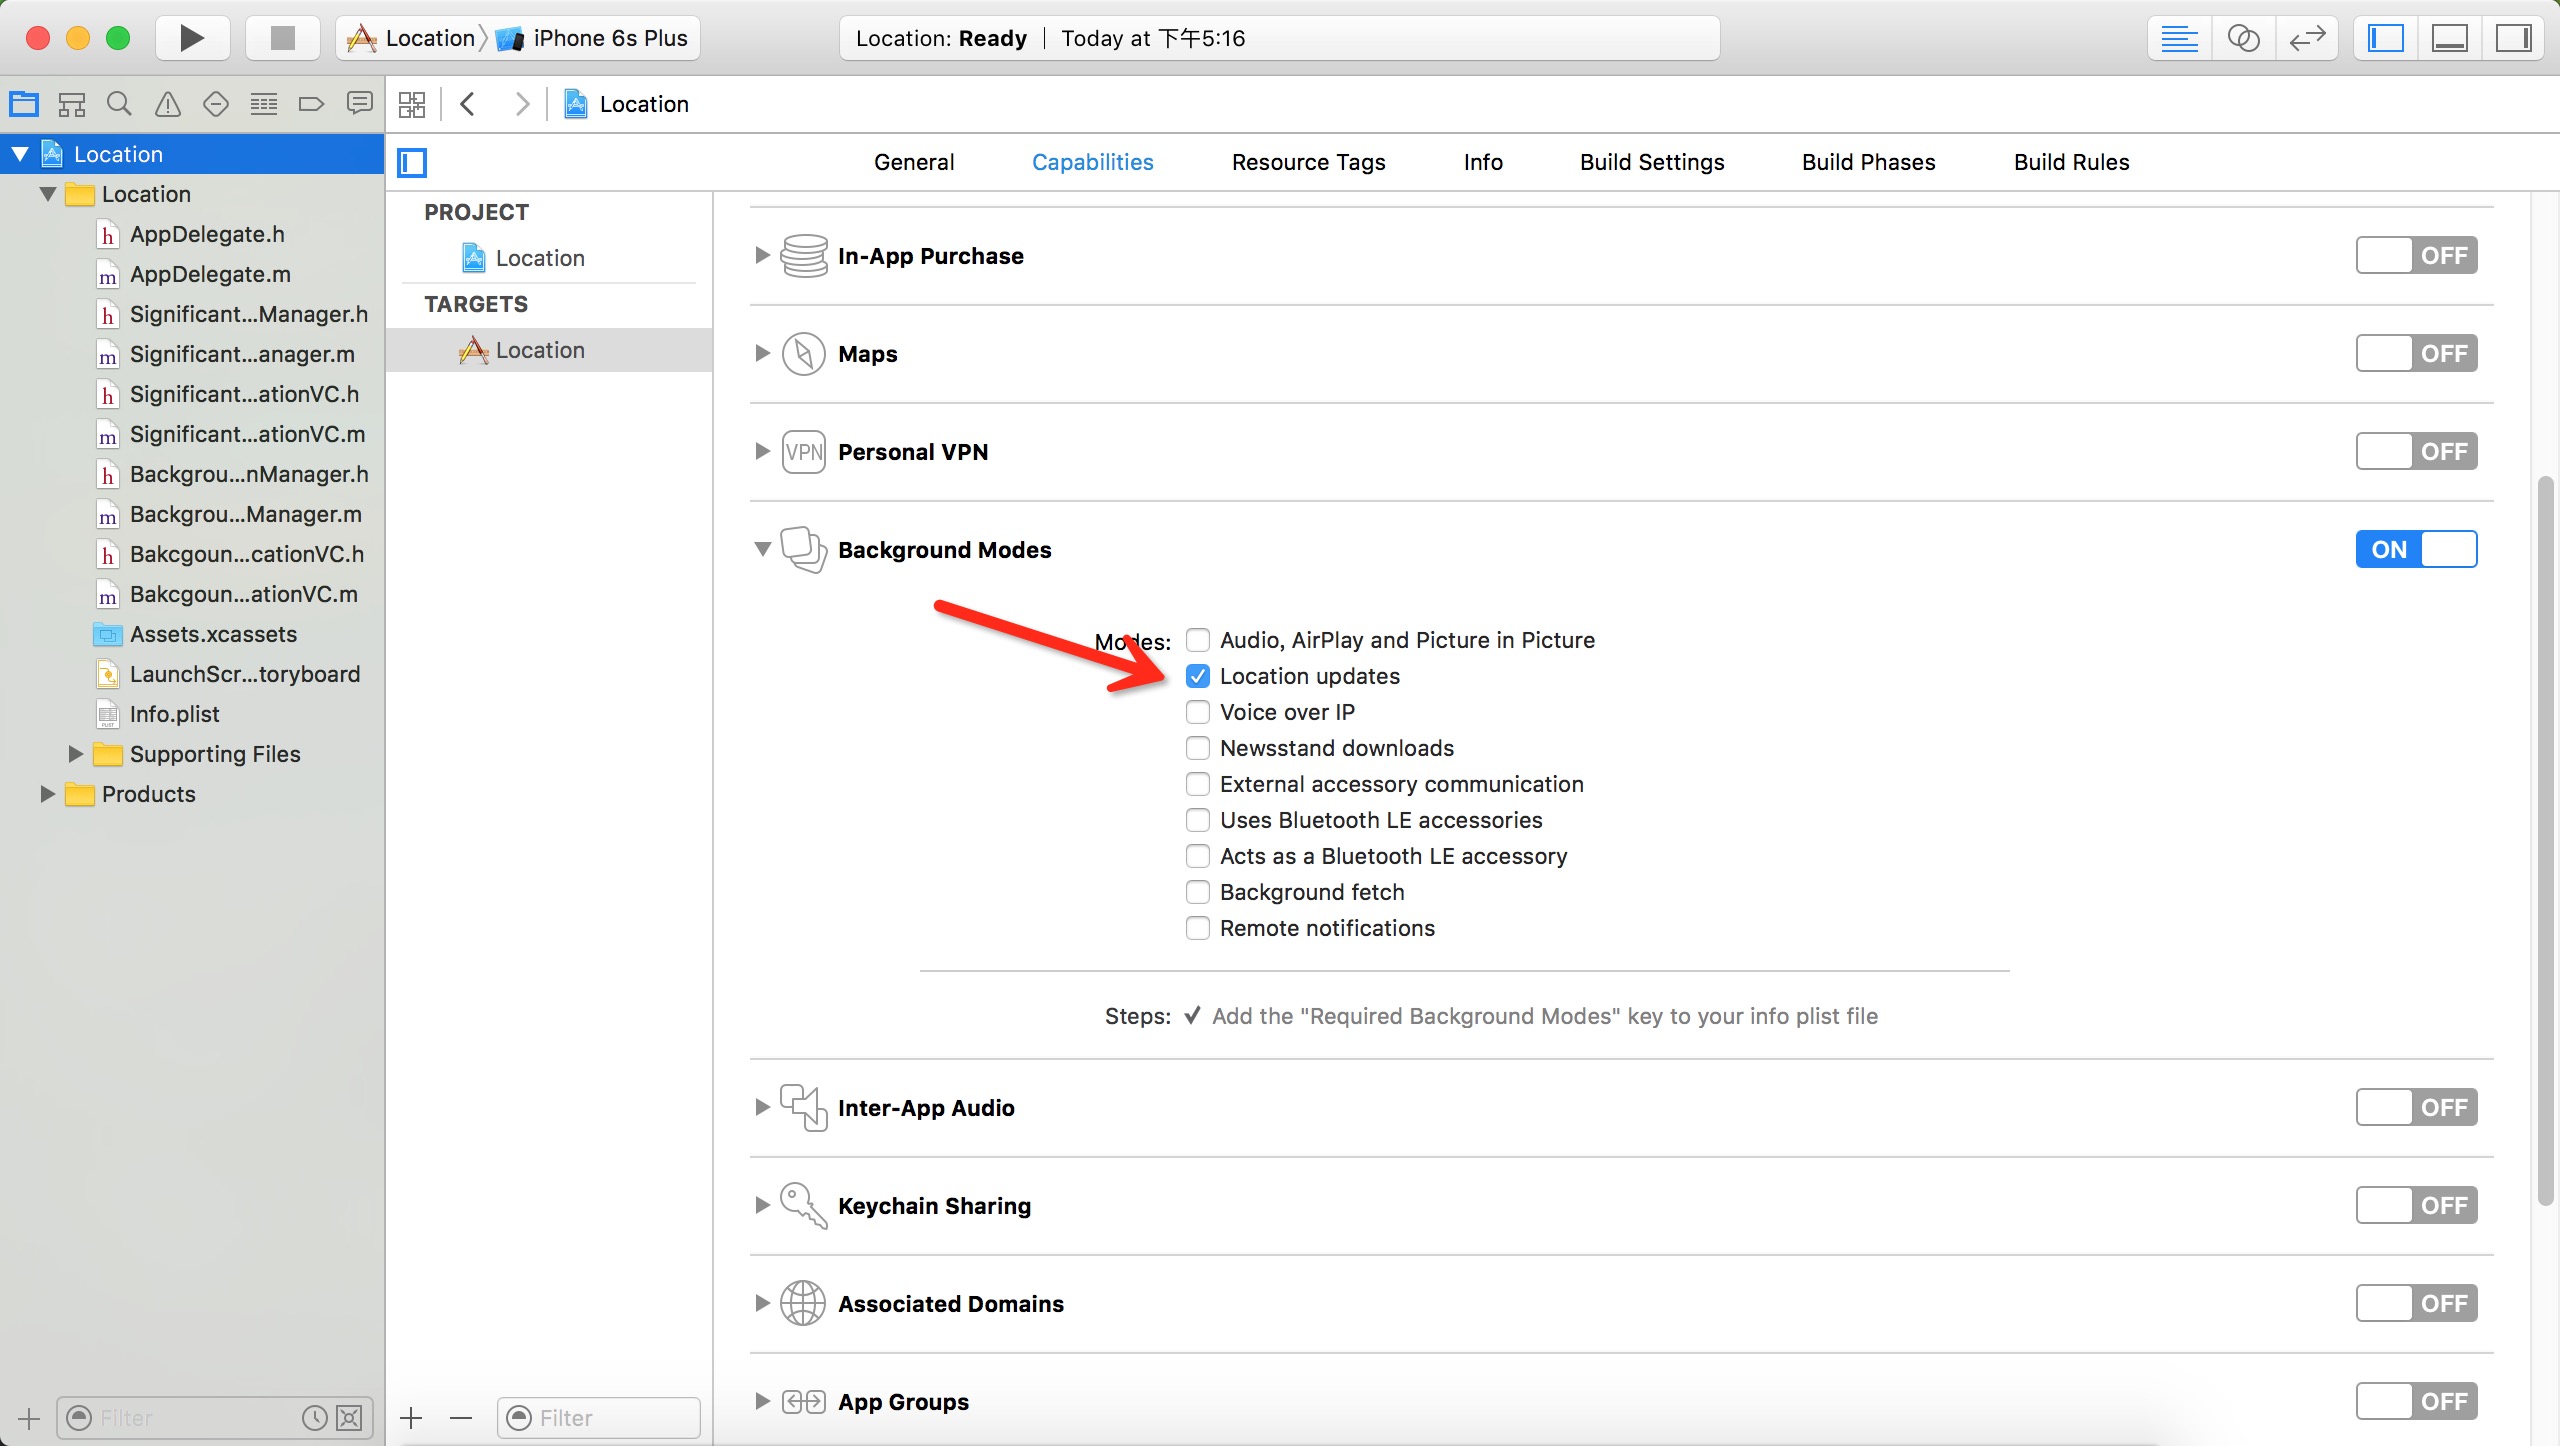 Location
iPhone 6s Plus
Location: Ready
Today at 下午5:16
Location
General
Capabilities
Resource Tags
Info
Build Settings
Build Phases
Build Rules
Location
Location
AppDelegate.h
AppDelegate.m
Significant...Manager.h
Significant...anager.m
Significant...ationVC.h
Significant...ationVC.m
Backgrou...nManager.h
Backgrou...Manager.m
Bakcgoun...cationVC.h
Bakcgoun...ationVC.m
Assets.xcassets
LaunchScr...toryboard
Info.plist
Supporting Files
Products
Filter
PROJECT
Location
TARGETS
Location
Filter
In-App Purchase
OFF
Maps
OFF
VPN
Personal VPN
OFF
Background Modes
ON
Modes:
Audio, AirPlay and Picture in Picture
Location updates
Voice over IP
Newsstand downloads
External accessory communication
Uses Bluetooth LE accessories
Acts as a Bluetooth LE accessory
Background fetch
Remote notifications
Steps: ✓ Add the "Required Background Modes" key to your info plist file
Inter-App Audio
OFF
Keychain Sharing
OFF
Associated Domains
OFF
App Groups
OFF